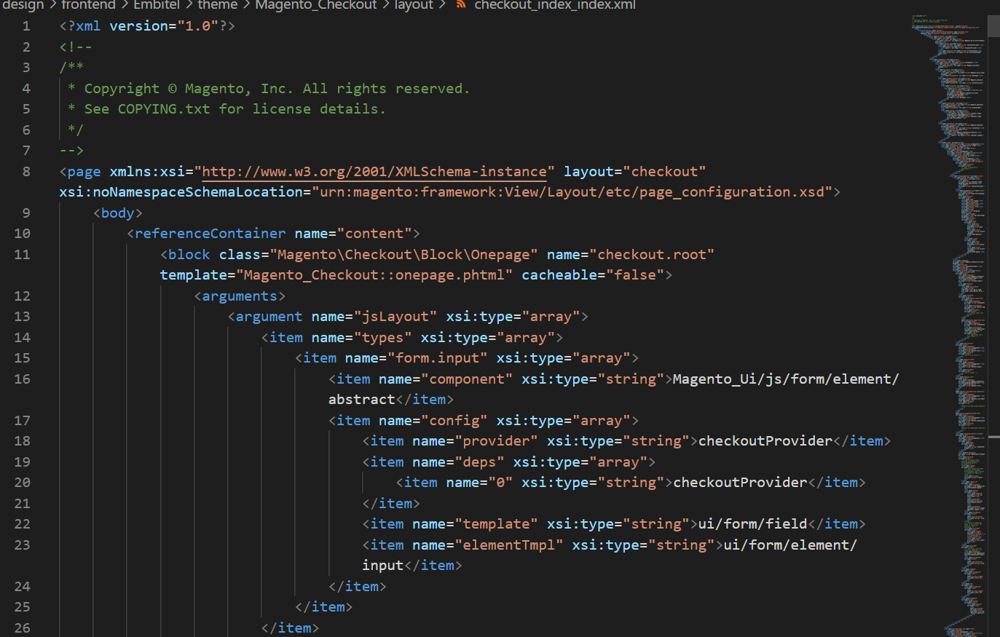 design > frontend > Embitel > theme > Magento_Checkout > layout > checkout_index_index.xml
1 <?xml version="1.0"?>
2 <!--
3 /**
4  * Copyright © Magento, Inc. All rights reserved.
5  * See COPYING.txt for license details.
6  */
7 -->
8 <page xmlns:xsi="http://www.w3.org/2001/XMLSchema-instance" layout="checkout"
xsi:noNamespaceSchemaLocation="urn:magento:framework:View/Layout/etc/page_configuration.xsd">
9     <body>
10         <referenceContainer name="content">
11             <block class="Magento\Checkout\Block\Onepage" name="checkout.root"
template="Magento_Checkout::onepage.phtml" cacheable="false">
12                 <arguments>
13                     <argument name="jsLayout" xsi:type="array">
14                         <item name="types" xsi:type="array">
15                             <item name="form.input" xsi:type="array">
16                                 <item name="component" xsi:type="string">Magento_Ui/js/form/element/
abstract</item>
17                                 <item name="config" xsi:type="array">
18                                     <item name="provider" xsi:type="string">checkoutProvider</item>
19                                     <item name="deps" xsi:type="array">
20                                         <item name="0" xsi:type="string">checkoutProvider</item>
21                                     </item>
22                                     <item name="template" xsi:type="string">ui/form/field</item>
23                                     <item name="elementTmpl" xsi:type="string">ui/form/element/
input</item>
24                                 </item>
25                             </item>
26                         </item>